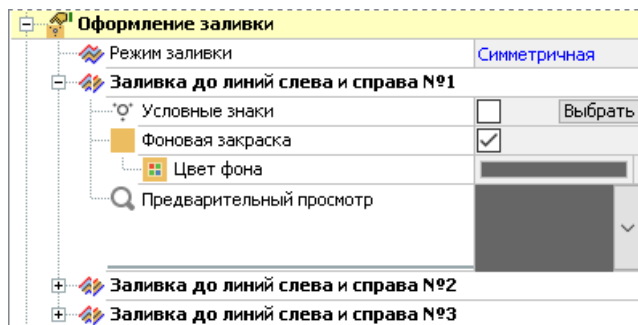 Оформление заливки
Режим заливки Симметричная
Заливка до линий слева и справа №1
Условные знаки Выбрать
Фоновая закраска
Цвет фона
Предварительный просмотр
Заливка до линий слева и справа №2
Заливка до линий слева и справа №3